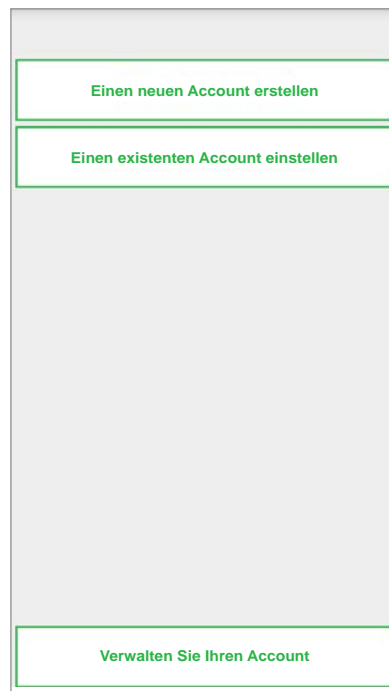 Einen neuen Account erstellen
Einen existenten Account einstellen
Verwalten Sie Ihren Account